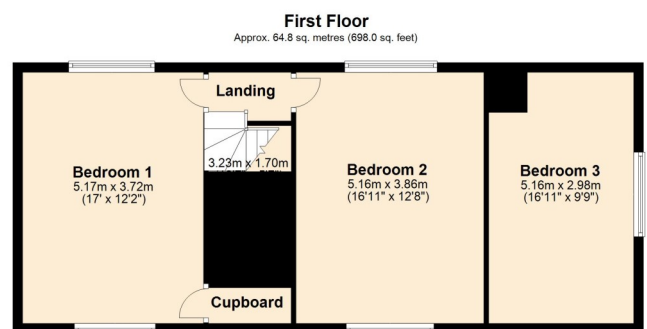 First Floor
Approx. 64.8 sq. metres (698.0 sq. feet)
Landing
Bedroom 1
5.17m x 3.72m
(17' x 12'2")
3.23m x 1.70m
Bedroom 2
5.16m x 3.86m
(16'11" x 12'8")
Bedroom 3
5.16m x 2.98m
(16'11" x 9'9")
Cupboard